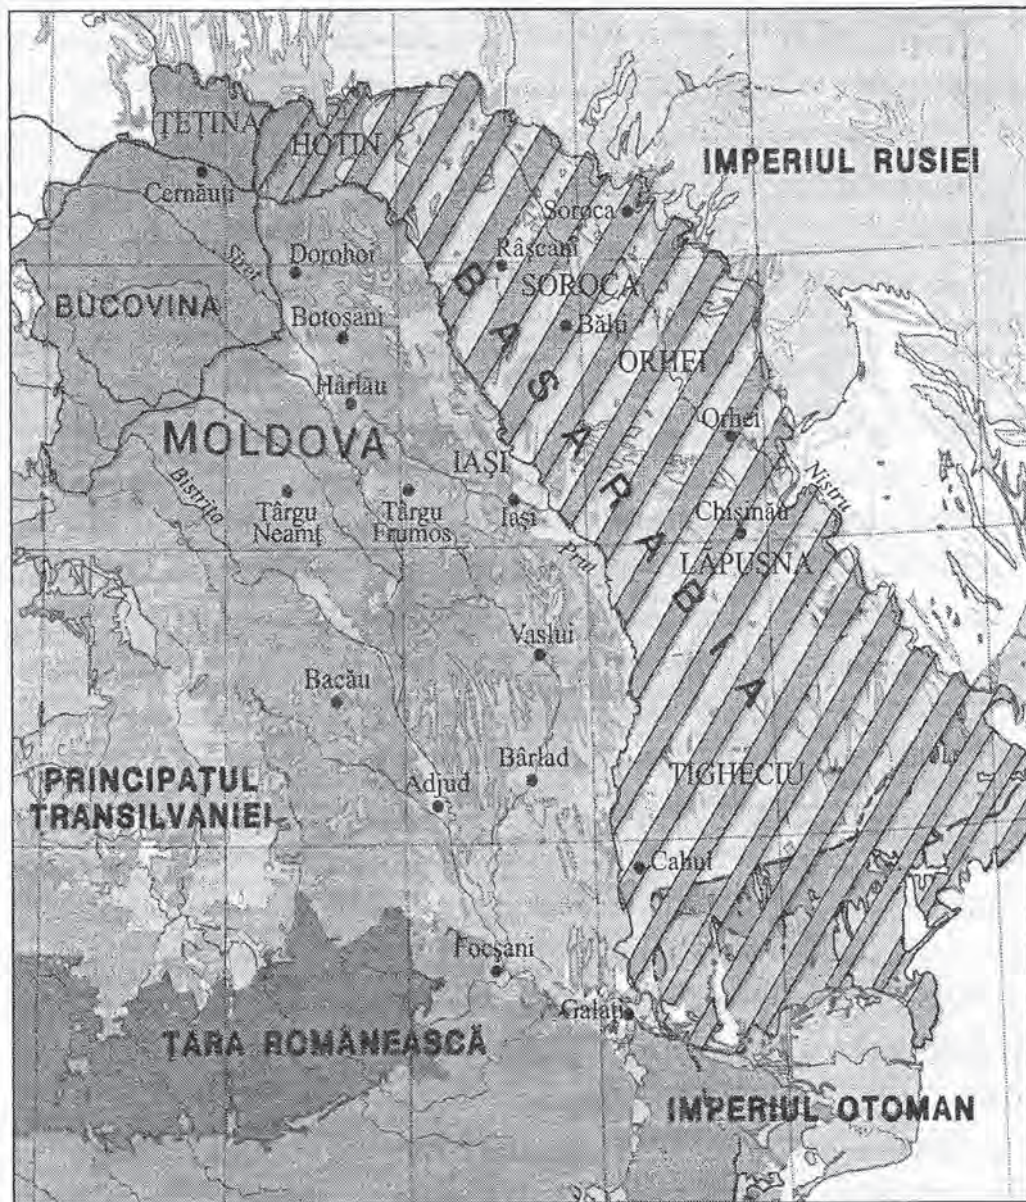 ȚEȚINA
HOTIN
IMPERIUL RUSIEI
Cernăuți
Soroca
Siret
Dorohoi
Râșcani
SOROCA
BUCOVINA
Botoșani
Bălți
ORHEI
Hârlău
Orhei
MOLDOVA
IAȘI
BASARABIA
Bistrița
Nistru
Târgu
Neamț
Târgu
Frumos
Iași
Chișinău
Prut
LĂPUȘNA
Vaslui
Bacău
PRINCIPATUL
TRANSILVANIEI
Adjud
Bârlad
TIGHECIU
Cahul
Focșani
Galați
ȚARA ROMÂNEASCĂ
IMPERIUL OTOMAN